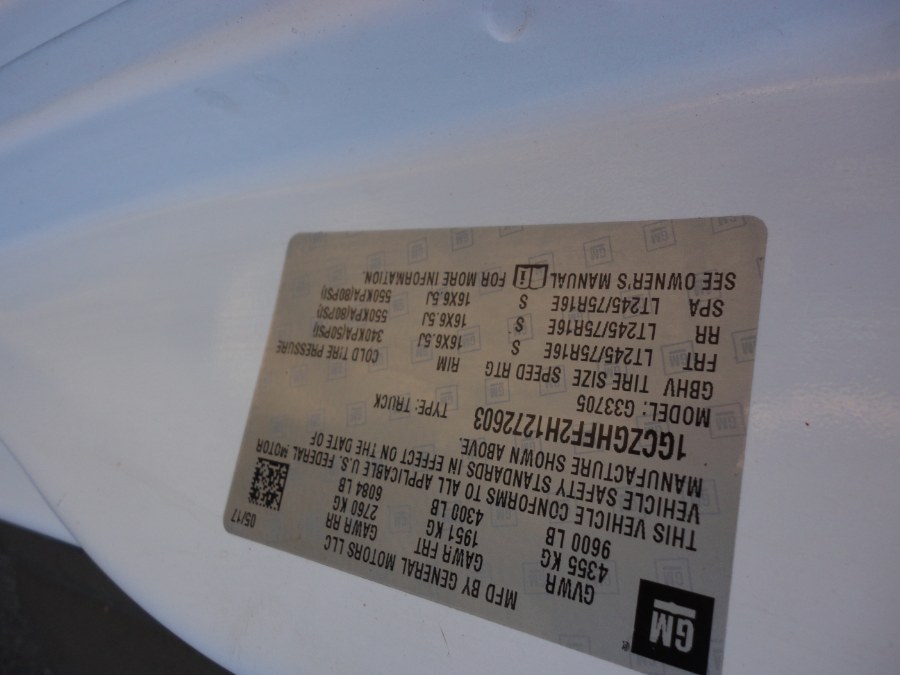 GM
MFD BY GENERAL MOTORS LLC
05/17
GVWR GAWR FRT GAWR RR
4355 KG 1951 KG 2760 KG
9600 LB 4300 LB 6084 LB
THIS VEHICLE CONFORMS TO ALL APPLICABLE U.S. FEDERAL MOTOR
VEHICLE SAFETY STANDARDS IN EFFECT ON THE DATE OF
MANUFACTURE SHOWN ABOVE.
1GCZGHFF2H1272603
MODEL: G33705 TYPE: TRUCK
GBHV TIRE SIZE SPEED RTG RIM COLD TIRE PRESSURE
FRT LT245/75R16E S 16X6.5J 340KPA(50PSI)
RR LT245/75R16E S 16X6.5J 550KPA(80PSI)
SPA LT245/75R16E S 16X6.5J 550KPA(80PSI)
SEE OWNER'S MANUAL i FOR MORE INFORMATION.